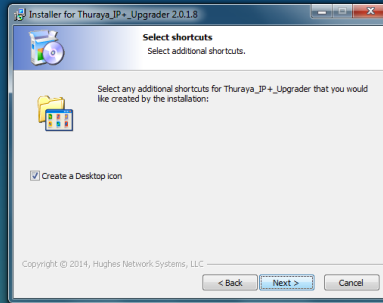 Installer for Thuraya_IP+_Upgrader 2.0.1.8
Select shortcuts
Select additional shortcuts.
Select any additional shortcuts for Thuraya_IP+_Upgrader that you would
like created by the installation:
Create a Desktop icon
Copyright © 2014, Hughes Network Systems, LLC
< Back
Next >
Cancel